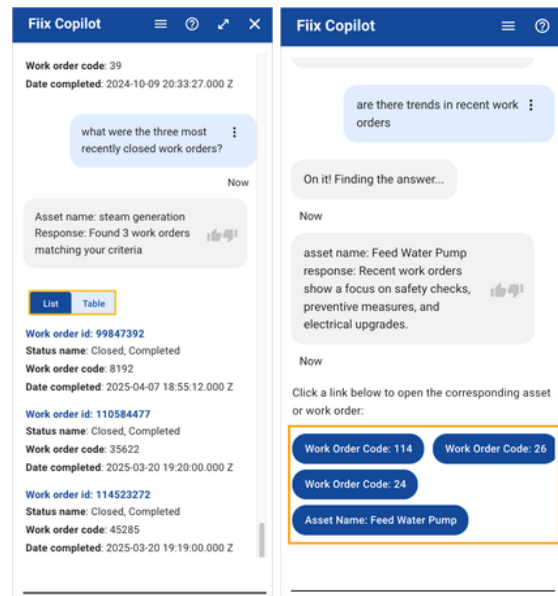 Fiix Copilot
Work order code: 39
Date completed: 2024-10-09 20:33:27.000 Z
what were the three most
recently closed work orders?
Now
Asset name: steam generation
Response: Found 3 work orders
matching your criteria
List Table
Work order id: 99847392
Status name: Closed, Completed
Work order code: 8192
Date completed: 2025-04-07 18:55:12.000 Z
Work order id: 110584477
Status name: Closed, Completed
Work order code: 35622
Date completed: 2025-03-20 19:20:00.000 Z
Work order id: 114523272
Status name: Closed, Completed
Work order code: 45285
Date completed: 2025-03-20 19:19:00.000 Z
Fiix Copilot
are there trends in recent work
orders
On it! Finding the answer...
Now
asset name: Feed Water Pump
response: Recent work orders
show a focus on safety checks,
preventive measures, and
electrical upgrades.
Now
Click a link below to open the corresponding asset
or work order:
Work Order Code: 114 Work Order Code: 26
Work Order Code: 24
Asset Name: Feed Water Pump